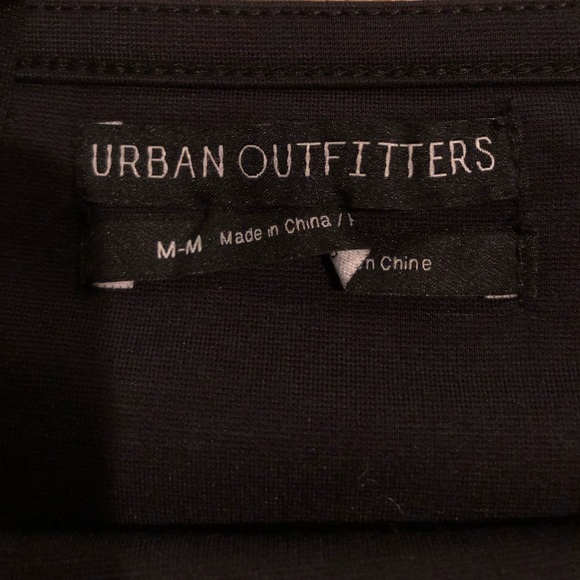 URBAN OUTFITTERS
M-M Made in China /
n Chine